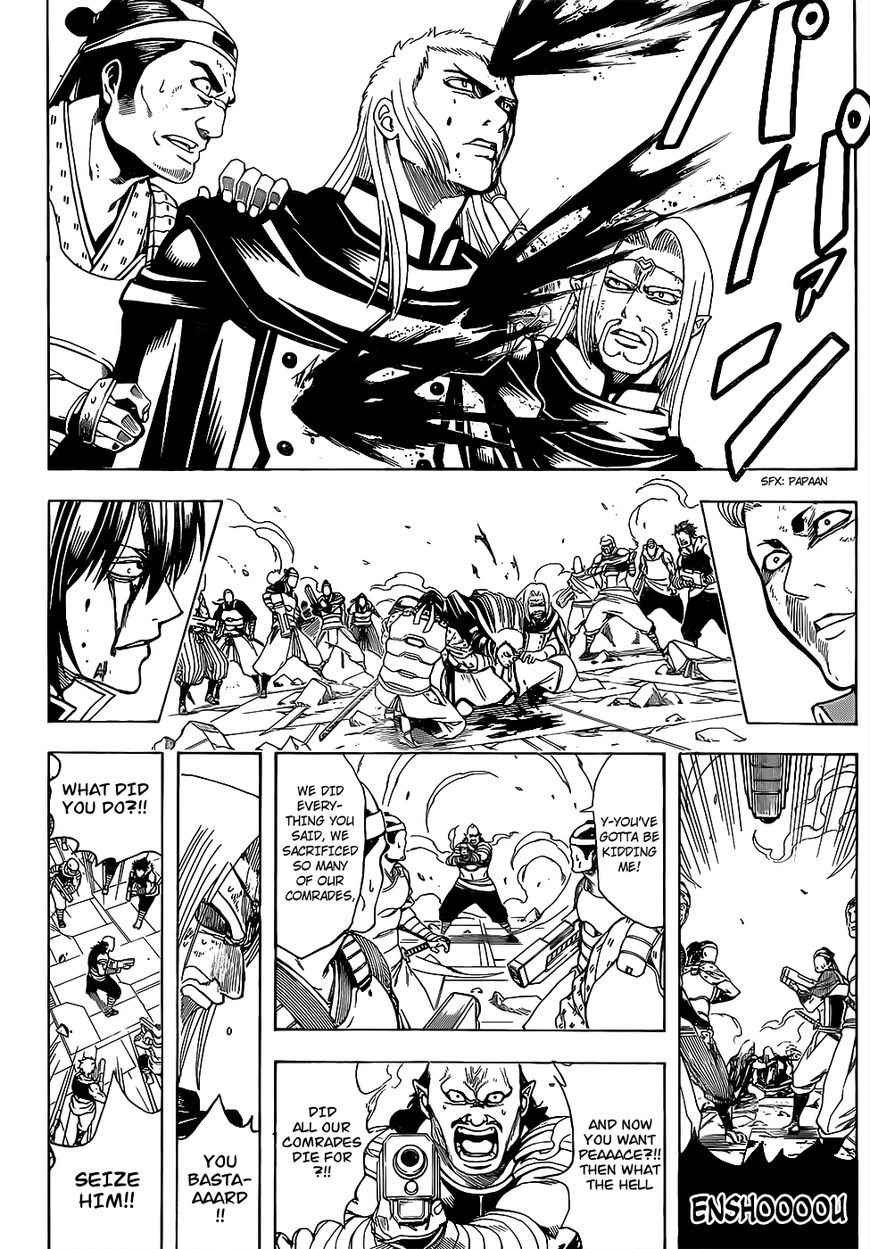 パパァン
SFX: PAPAAN
ENSHOOOOU
Y-YOU'VE
GOTTA BE
KIDDING
ME!
WE DID
EVERY-
THING YOU
SAID, WE
SACRIFICED
SO MANY
OF OUR
COMRADES,
AND NOW
YOU WANT
PEAAACE?!!
THEN WHAT
THE HELL
DID
ALL OUR
COMRADES
DIE FOR
?!!
YOU
BASTA-
AAARD
!!
WHAT DID
YOU DO?!!
SEIZE
HIM!!